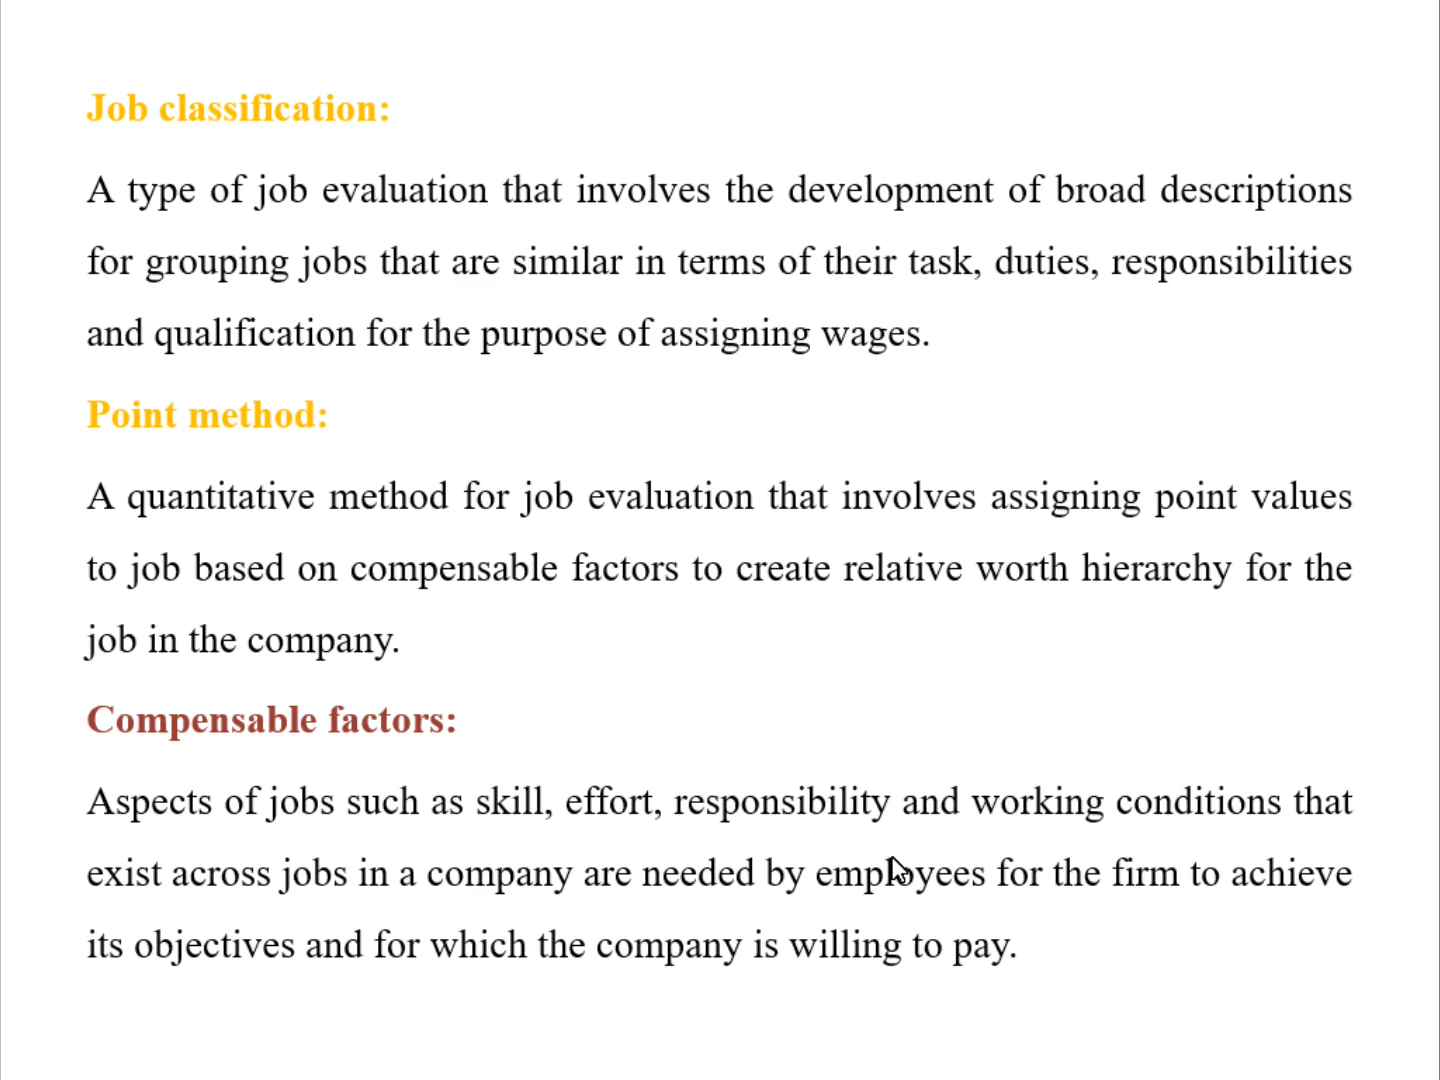 Job classification:
A type of job evaluation that involves the development of broad descriptions
for grouping jobs that are similar in terms of their task, duties, responsibilities
and qualification for the purpose of assigning wages.
Point method:
A quantitative method for job evaluation that involves assigning point values
to job based on compensable factors to create relative worth hierarchy for the
job in the company.
Compensable factors:
Aspects of jobs such as skill, effort, responsibility and working conditions that
exist across jobs in a company are needed by employees for the firm to achieve
its objectives and for which the company is willing to pay.